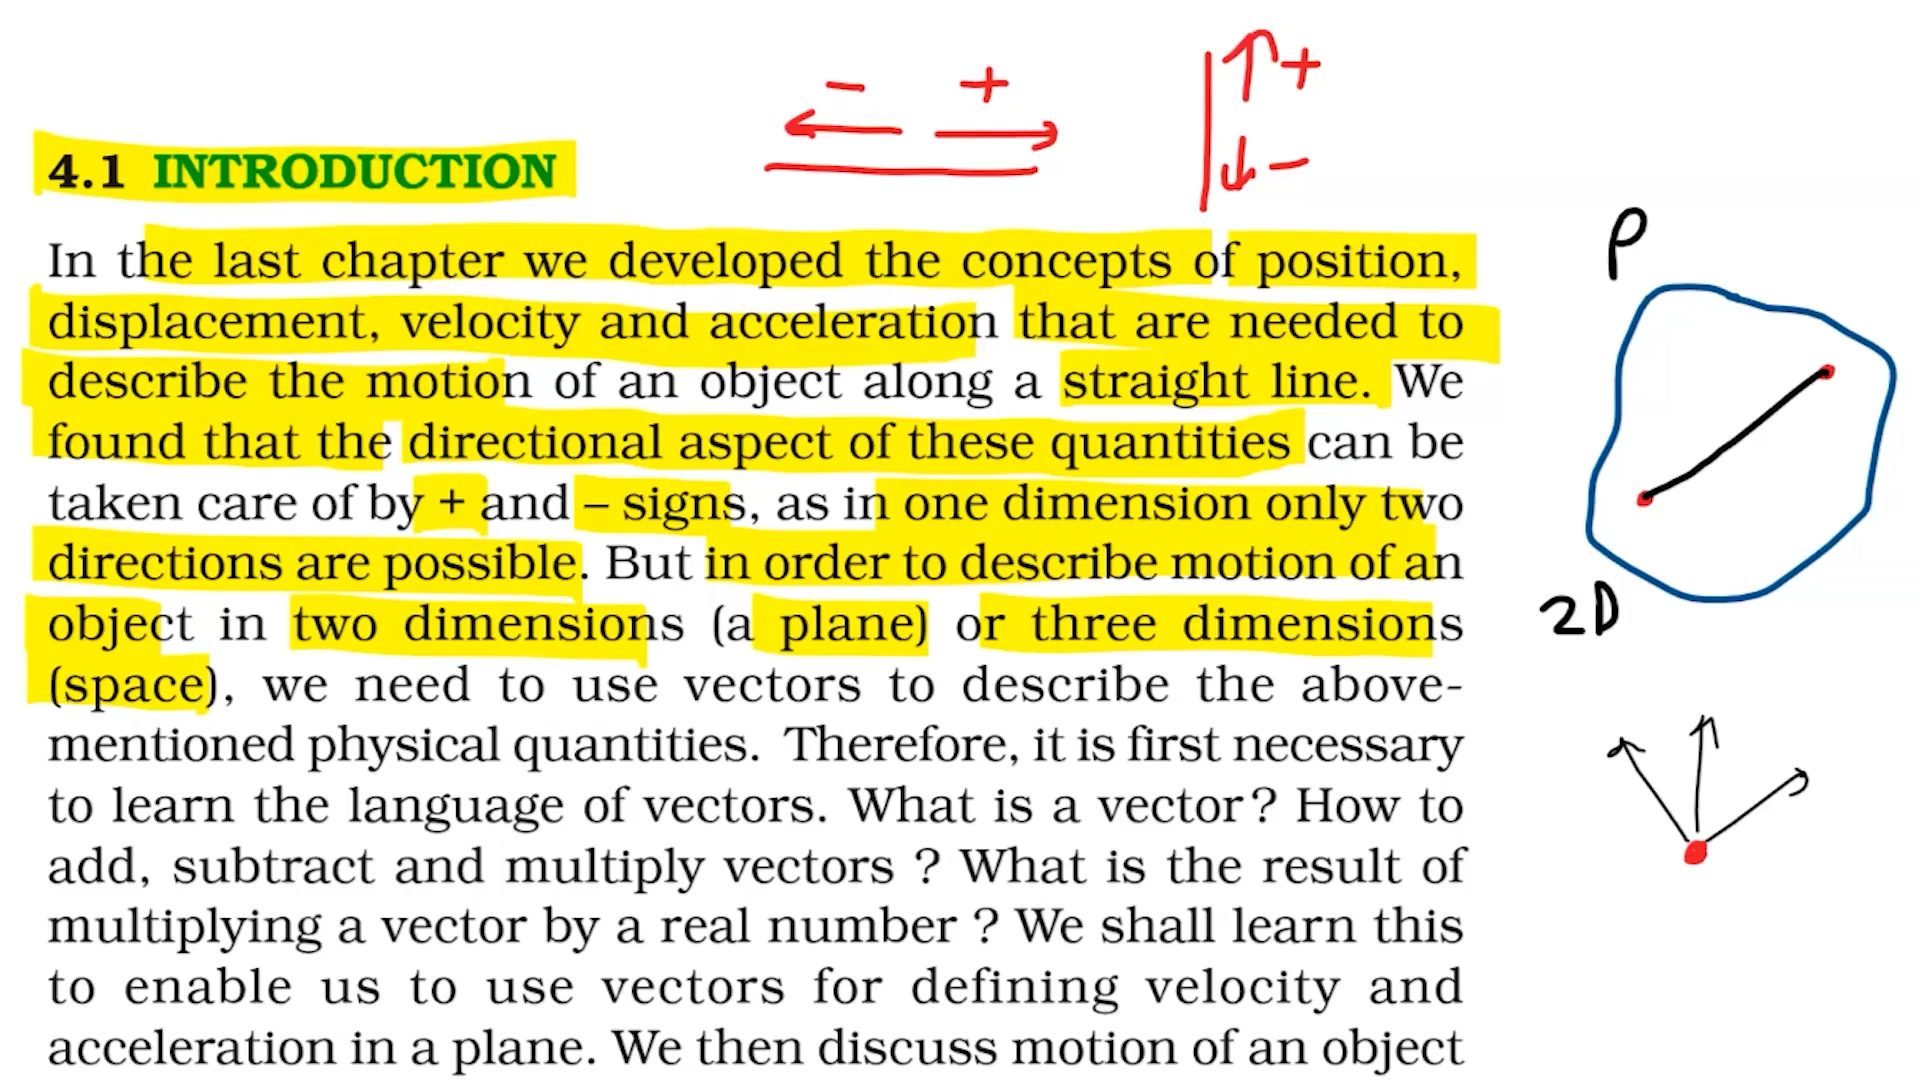 - +
+
-
4.1 INTRODUCTION
In the last chapter we developed the concepts of position,
displacement, velocity and acceleration that are needed to
describe the motion of an object along a straight line. We
found that the directional aspect of these quantities can be
taken care of by + and – signs, as in one dimension only two
directions are possible. But in order to describe motion of an
object in two dimensions (a plane) or three dimensions
(space), we need to use vectors to describe the above-
mentioned physical quantities. Therefore, it is first necessary
to learn the language of vectors. What is a vector? How to
add, subtract and multiply vectors ? What is the result of
multiplying a vector by a real number ? We shall learn this
to enable us to use vectors for defining velocity and
acceleration in a plane. We then discuss motion of an object
P
2D